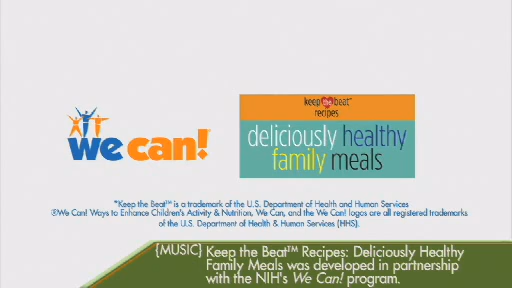 we can!®
keep the beat™
recipes
deliciously healthy
family meals
™Keep the Beat™ is a trademark of the U.S. Department of Health and Human Services
®We Can! Ways to Enhance Children's Activity & Nutrition, We Can, and the We Can! logos are all registered trademarks
of the U.S. Department of Health & Human Services (HHS).
{MUSIC} Keep the Beat™ Recipes: Deliciously Healthy
Family Meals was developed in partnership
with the NIH's We Can! program.